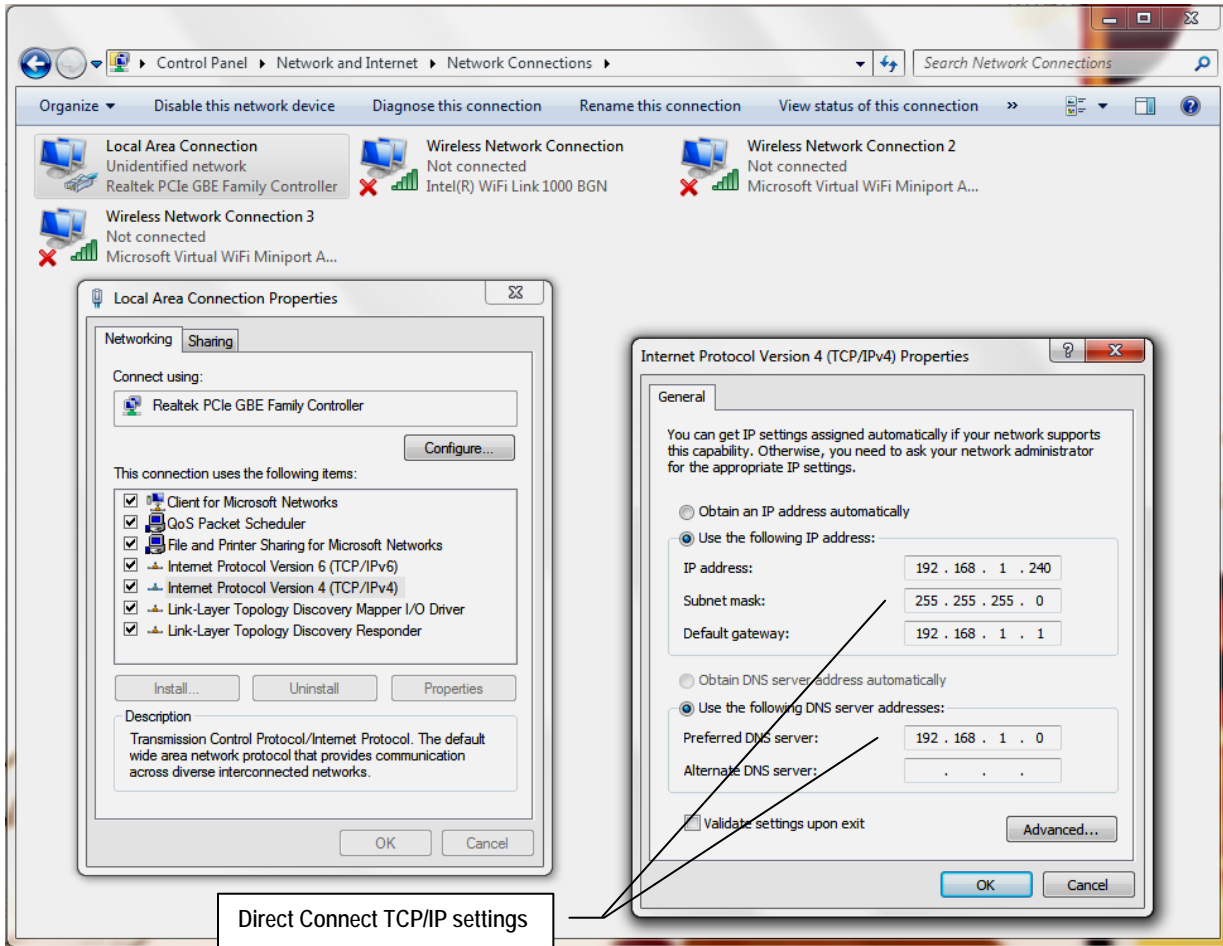 Control Panel Network and Internet Network Connections
Search Network Connections
Organize Disable this network device Diagnose this connection Rename this connection View status of this connection »
Local Area Connection
Unidentified network
Realtek PCIe GBE Family Controller
Wireless Network Connection
Not connected
Intel(R) WiFi Link 1000 BGN
Wireless Network Connection 2
Not connected
Microsoft Virtual WiFi Miniport A...
Wireless Network Connection 3
Not connected
Microsoft Virtual WiFi Miniport A...
Local Area Connection Properties
Networking Sharing
Connect using:
Realtek PCIe GBE Family Controller
Configure...
This connection uses the following items:
Client for Microsoft Networks
QoS Packet Scheduler
File and Printer Sharing for Microsoft Networks
Internet Protocol Version 6 (TCP/IPv6)
Internet Protocol Version 4 (TCP/IPv4)
Link-Layer Topology Discovery Mapper I/O Driver
Link-Layer Topology Discovery Responder
Install... Uninstall Properties
Description
Transmission Control Protocol/Internet Protocol. The default
wide area network protocol that provides communication
across diverse interconnected networks.
OK Cancel
Internet Protocol Version 4 (TCP/IPv4) Properties
General
You can get IP settings assigned automatically if your network supports
this capability. Otherwise, you need to ask your network administrator
for the appropriate IP settings.
Obtain an IP address automatically
Use the following IP address:
IP address: 192 . 168 . 1 . 240
Subnet mask: 255 . 255 . 255 . 0
Default gateway: 192 . 168 . 1 . 1
Obtain DNS server address automatically
Use the following DNS server addresses:
Preferred DNS server: 192 . 168 . 1 . 0
Alternate DNS server: . . .
Validate settings upon exit
Advanced...
OK Cancel
Direct Connect TCP/IP settings